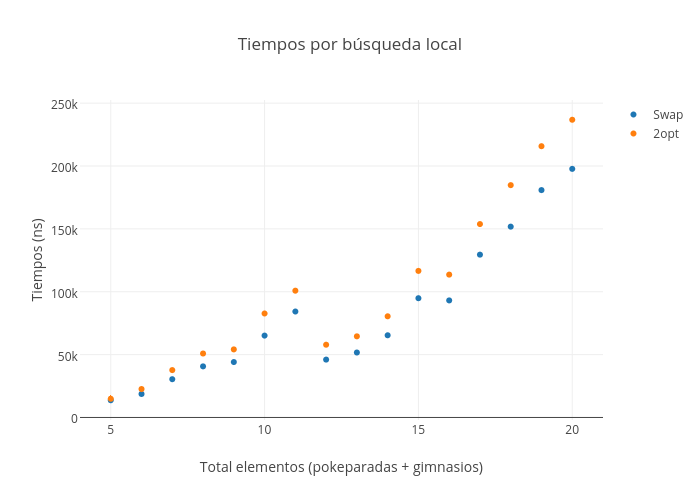 Tiempos por búsqueda local
250k
200k
150k
100k
50k
0
5
10
15
20
Tiempos (ns)
Total elementos (pokeparadas + gimnasios)
Swap
2opt